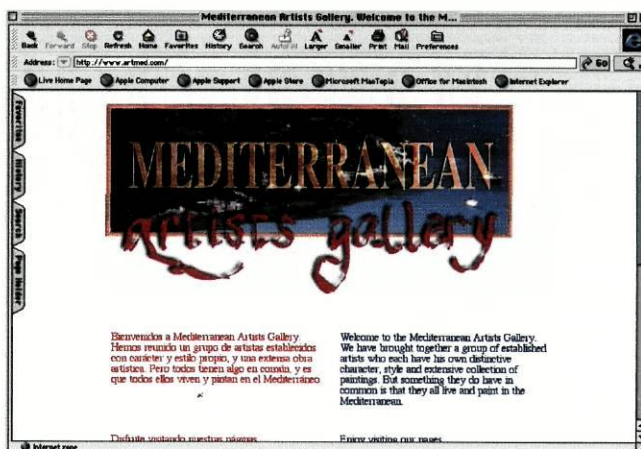 Mediterranean Artists Gallery. Welcome to the M...
Back Forward Stop Refresh Home Favorites History Search AutoFill Larger Smaller Print Mail Preferences
Address: http://www.artmed.com/ Go
Live Home Page Apple Computer Apple Support Apple Store Microsoft MacTopia Office for Macintosh Internet Explorer
Favorites
History
Search
Page Holder
MEDITERRANEAN
artists gallery
Bienvenidos a Mediterranean Artists Gallery.
Hemos reunido un grupo de artistas establecidos
con carácter y estilo propio, y una extensa obra
artística. Pero todos tienen algo en común, y es
que todos ellos viven y pintan en el Mediterráneo
Welcome to the Mediterranean Artists Gallery.
We have brought together a group of established
artists who each have his own distinctive
character, style and extensive collection of
paintings. But something they do have in
common is that they all live and paint in the
Mediterranean.
Disfrute visitando nuestras páginas
Enjoy visiting our pages
Internet zone